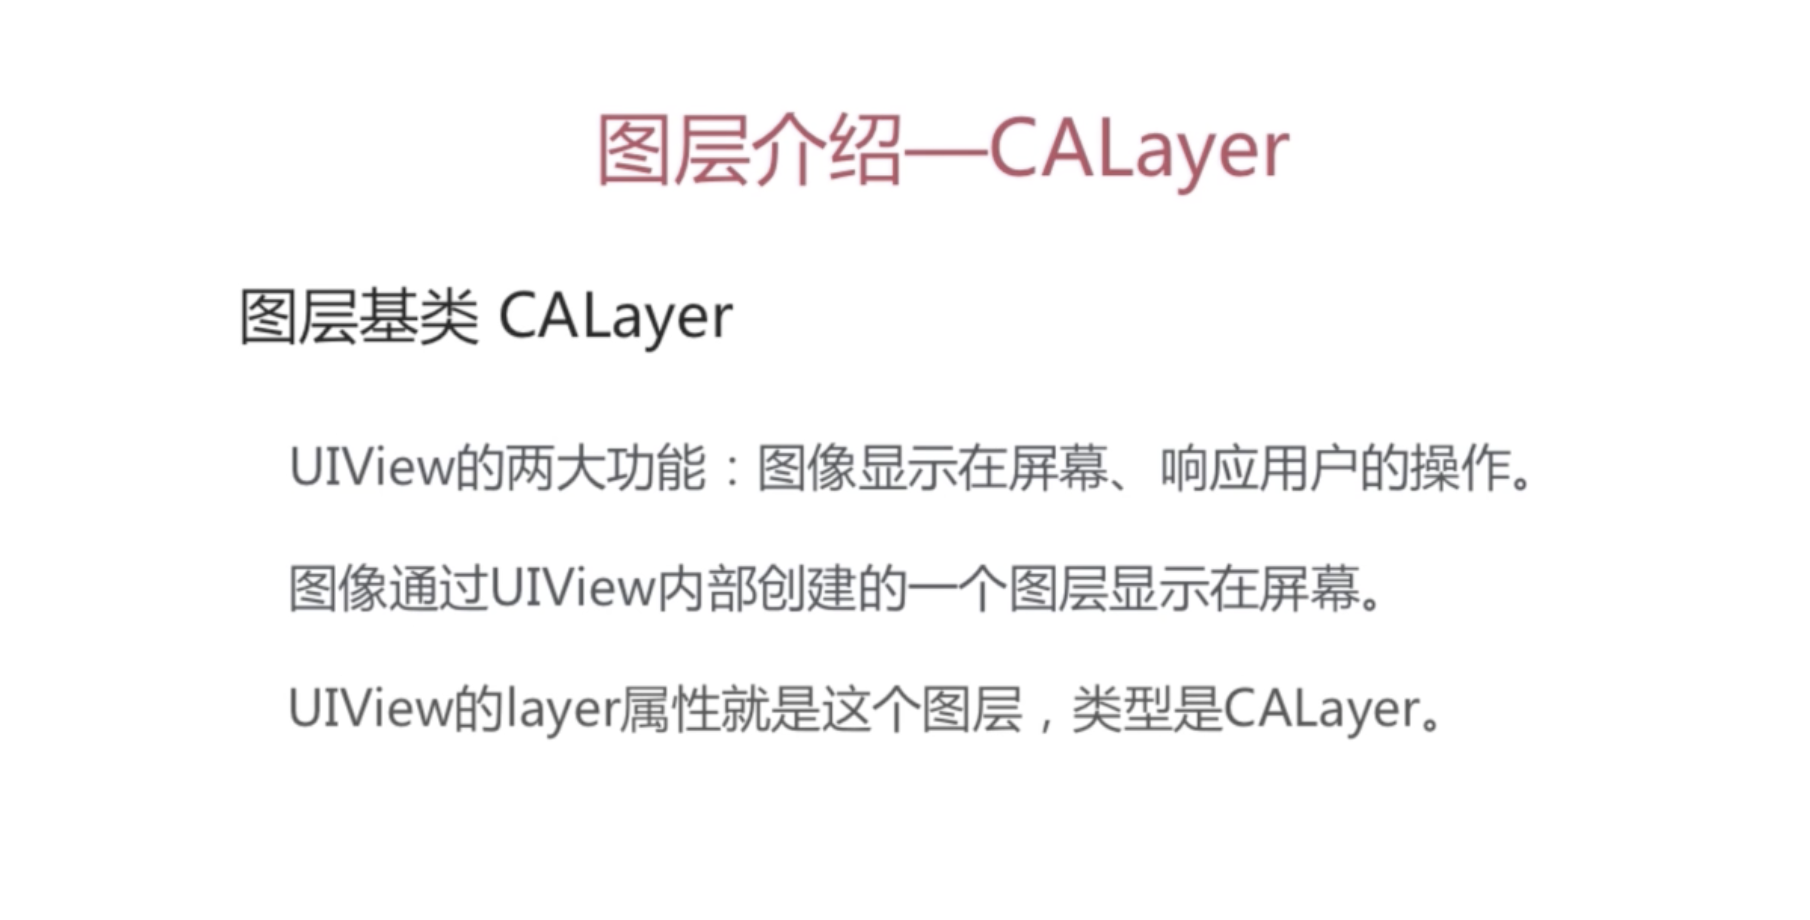 图层介绍—CALayer
图层基类 CALayer
UIView的两大功能：图像显示在屏幕、响应用户的操作。
图像通过UIView内部创建的一个图层显示在屏幕。
UIView的layer属性就是这个图层，类型是CALayer。